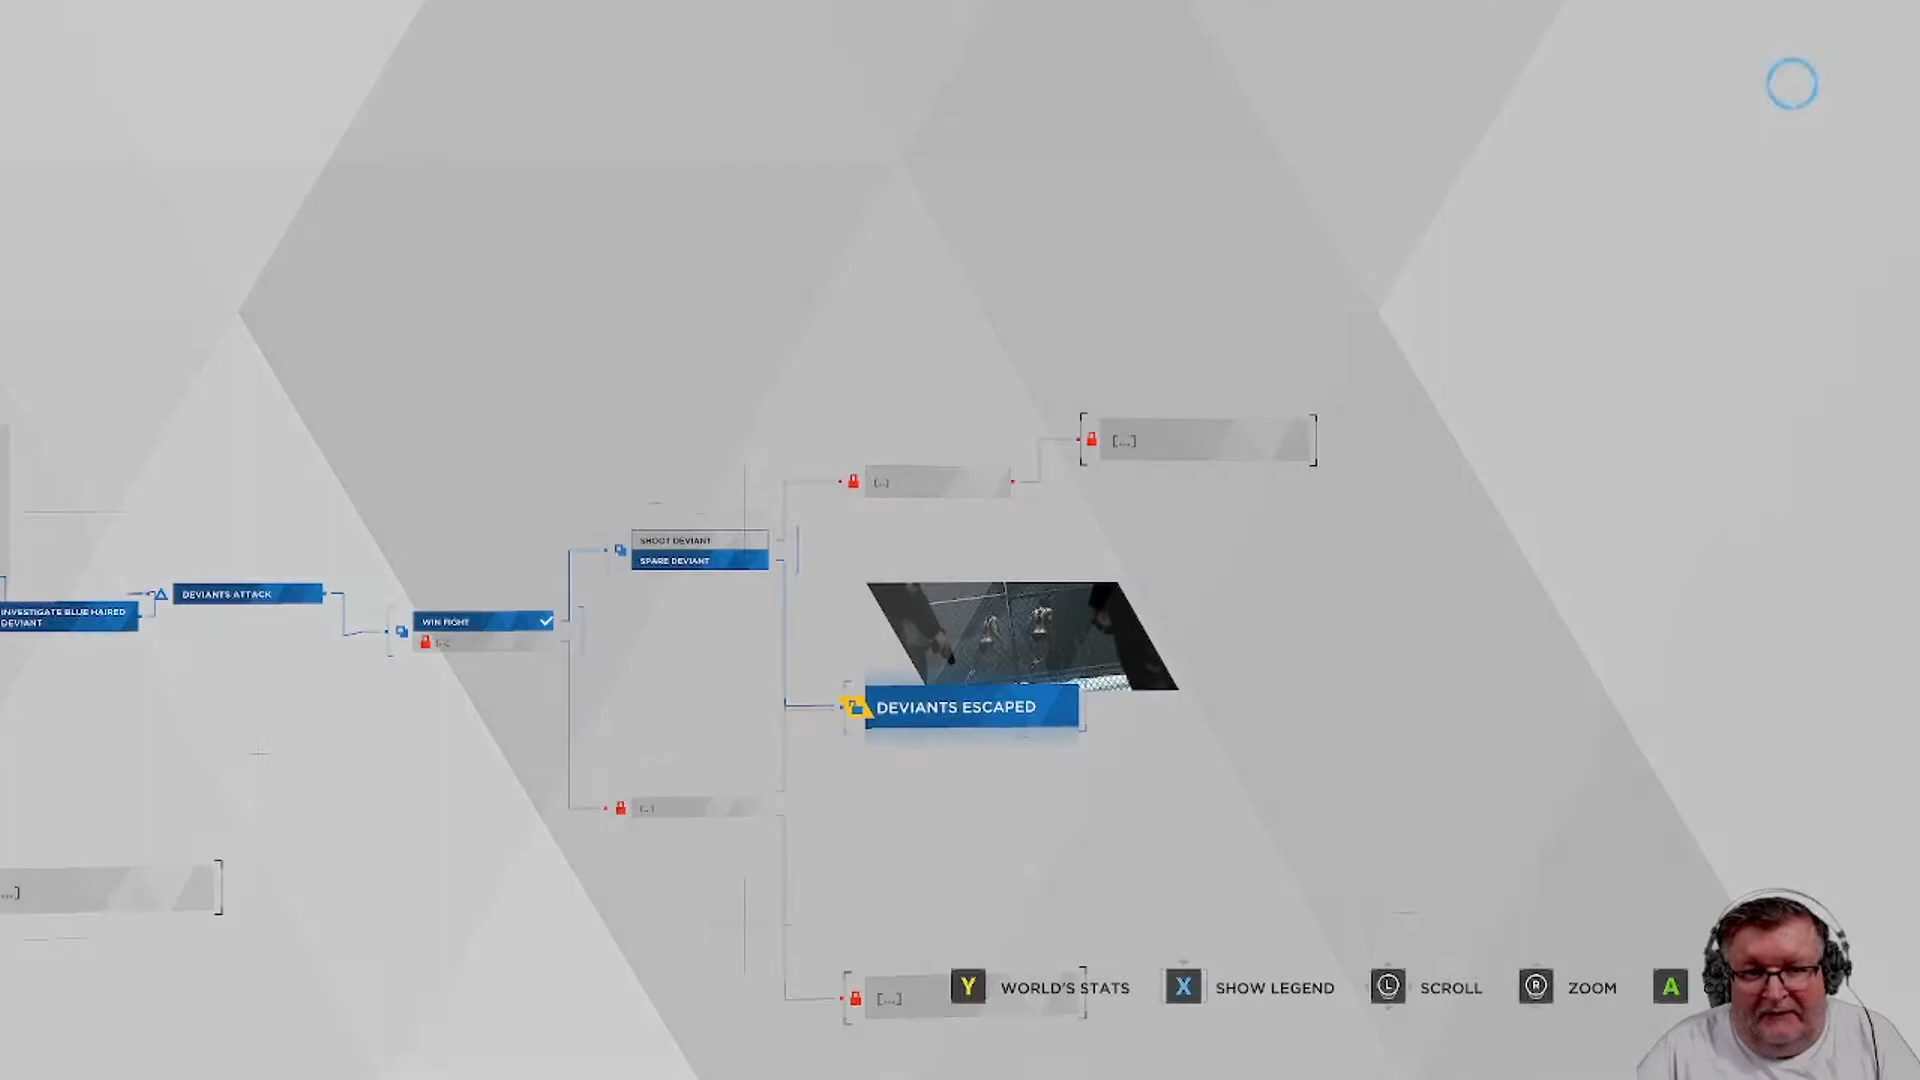 [...]
[...]
SHOOT DEVIANT
SPARE DEVIANT
DEVIANTS ATTACK
INVESTIGATE BLUE HAIRED
DEVIANT
WIN FIGHT
[...]
DEVIANTS ESCAPED
[...]
...]
[...]
Y WORLD'S STATS
X SHOW LEGEND
L SCROLL
R ZOOM
A